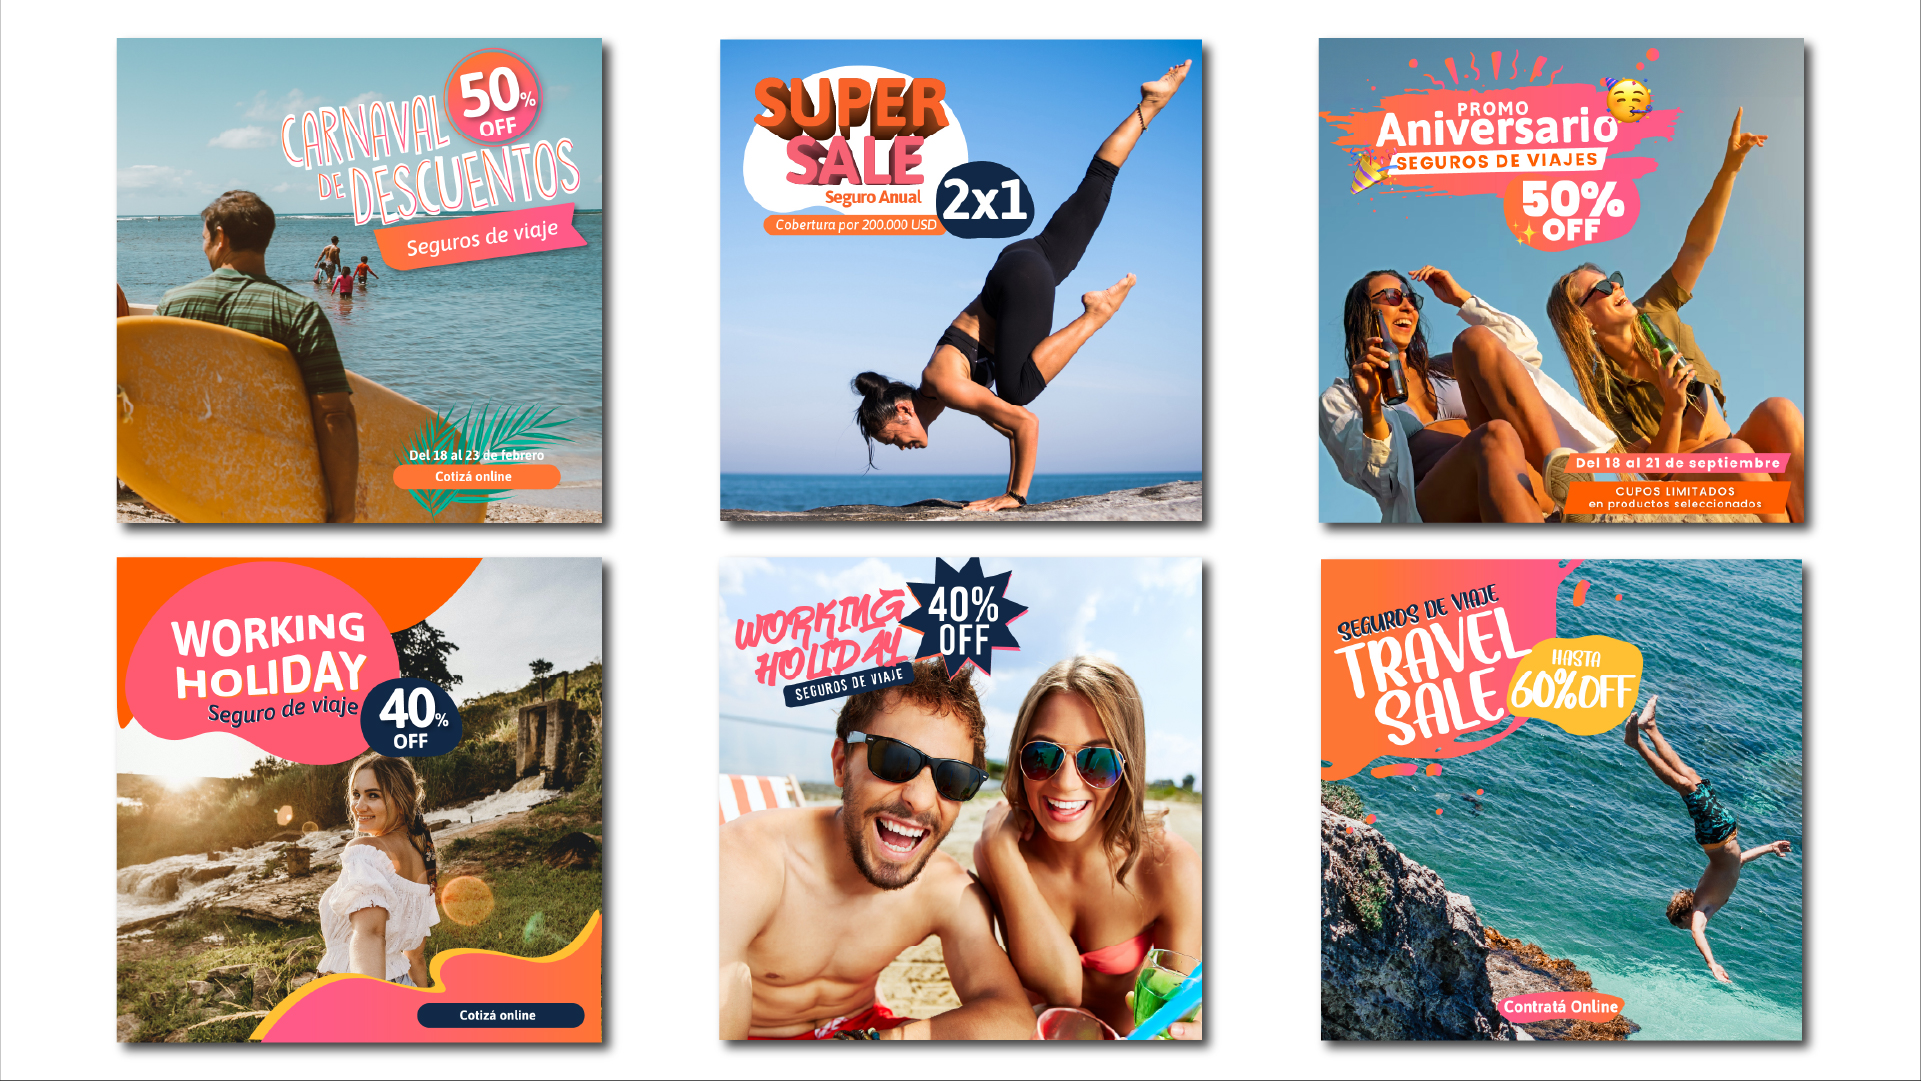 50%
OFF
CARNAVAL
DE DESCUENTOS
Seguros de viaje
Del 18 al 23 de febrero
Cotizá online
SUPER
SALE
Seguro Anual
2x1
Cobertura por 200.000 USD
PROMO
Aniversario
SEGUROS DE VIAJES
50%
OFF
Del 18 al 21 de septiembre
CUPOS LIMITADOS
en productos seleccionados
WORKING
HOLIDAY
Seguro de viaje
40%
OFF
Cotizá online
WORKING
HOLIDAY
SEGUROS DE VIAJE
40%
OFF
SEGUROS DE VIAJE
TRAVEL
SALE
HASTA
60%OFF
Contratá Online